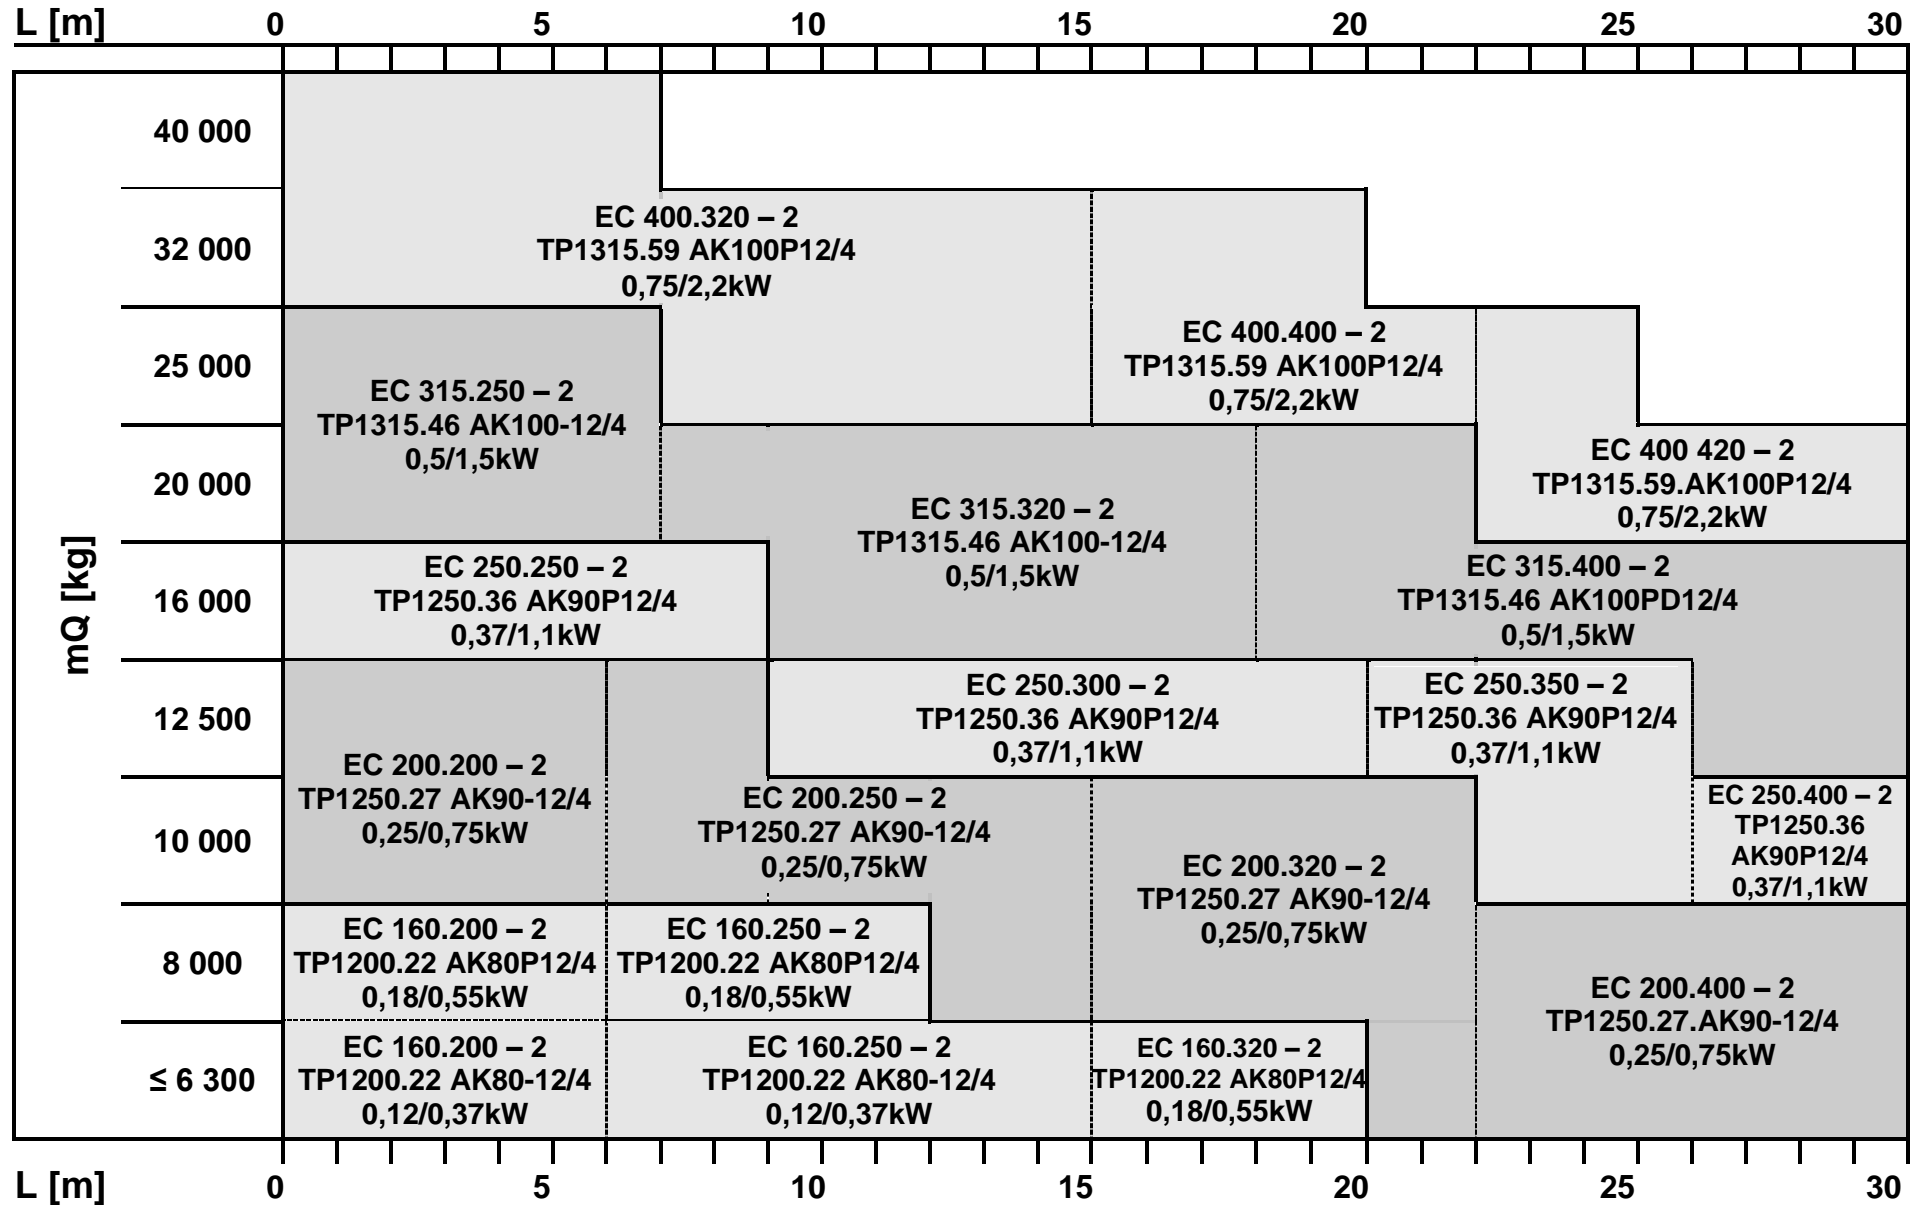 L [m] 0 5 10 15 20 25 30
mQ [kg]
40 000
32 000
EC 400.320 – 2
TP1315.59 AK100P12/4
0,75/2,2kW
25 000
EC 315.250 – 2
TP1315.46 AK100-12/4
0,5/1,5kW
EC 400.400 – 2
TP1315.59 AK100P12/4
0,75/2,2kW
20 000
EC 315.320 – 2
TP1315.46 AK100-12/4
0,5/1,5kW
EC 400 420 – 2
TP1315.59.AK100P12/4
0,75/2,2kW
16 000
EC 250.250 – 2
TP1250.36 AK90P12/4
0,37/1,1kW
EC 315.400 – 2
TP1315.46 AK100PD12/4
0,5/1,5kW
12 500
EC 200.200 – 2
TP1250.27 AK90-12/4
0,25/0,75kW
EC 250.300 – 2
TP1250.36 AK90P12/4
0,37/1,1kW
EC 250.350 – 2
TP1250.36 AK90P12/4
0,37/1,1kW
10 000
EC 200.250 – 2
TP1250.27 AK90-12/4
0,25/0,75kW
EC 200.320 – 2
TP1250.27 AK90-12/4
0,25/0,75kW
EC 250.400 – 2
TP1250.36
AK90P12/4
0,37/1,1kW
8 000
EC 160.200 – 2
TP1200.22 AK80P12/4
0,18/0,55kW
EC 160.250 – 2
TP1200.22 AK80P12/4
0,18/0,55kW
EC 200.400 – 2
TP1250.27.AK90-12/4
0,25/0,75kW
≤ 6 300
EC 160.200 – 2
TP1200.22 AK80-12/4
0,12/0,37kW
EC 160.250 – 2
TP1200.22 AK80-12/4
0,12/0,37kW
EC 160.320 – 2
TP1200.22 AK80P12/4
0,18/0,55kW
L [m] 0 5 10 15 20 25 30